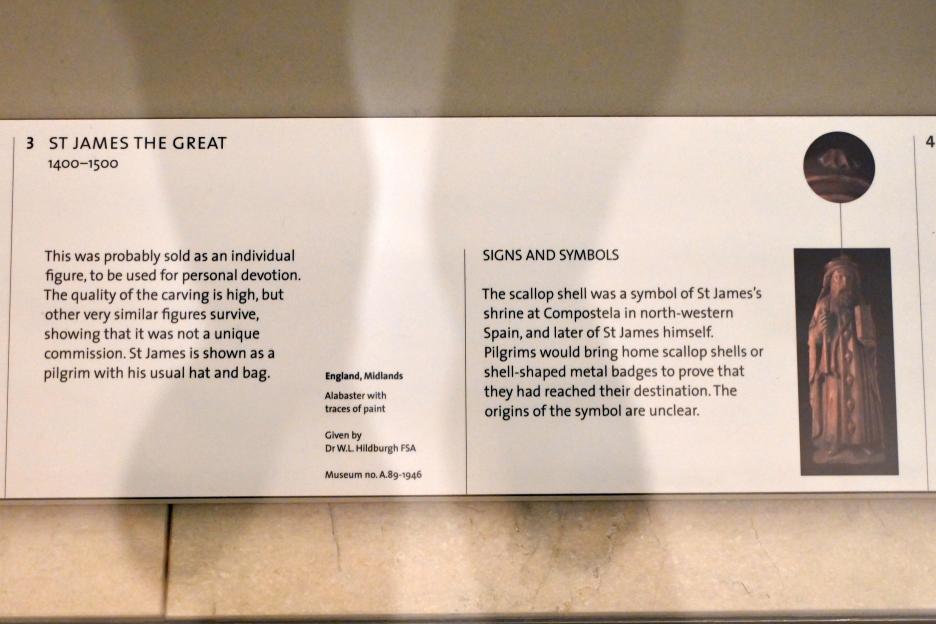 3 ST JAMES THE GREAT
1400–1500
This was probably sold as an individual
figure, to be used for personal devotion.
The quality of the carving is high, but
other very similar figures survive,
showing that it was not a unique
commission. St James is shown as a
pilgrim with his usual hat and bag.
England, Midlands
Alabaster with
traces of paint
Given by
Dr W.L. Hildburgh FSA
Museum no. A.89-1946
SIGNS AND SYMBOLS
The scallop shell was a symbol of St James's
shrine at Compostela in north-western
Spain, and later of St James himself.
Pilgrims would bring home scallop shells or
shell-shaped metal badges to prove that
they had reached their destination. The
origins of the symbol are unclear.
4